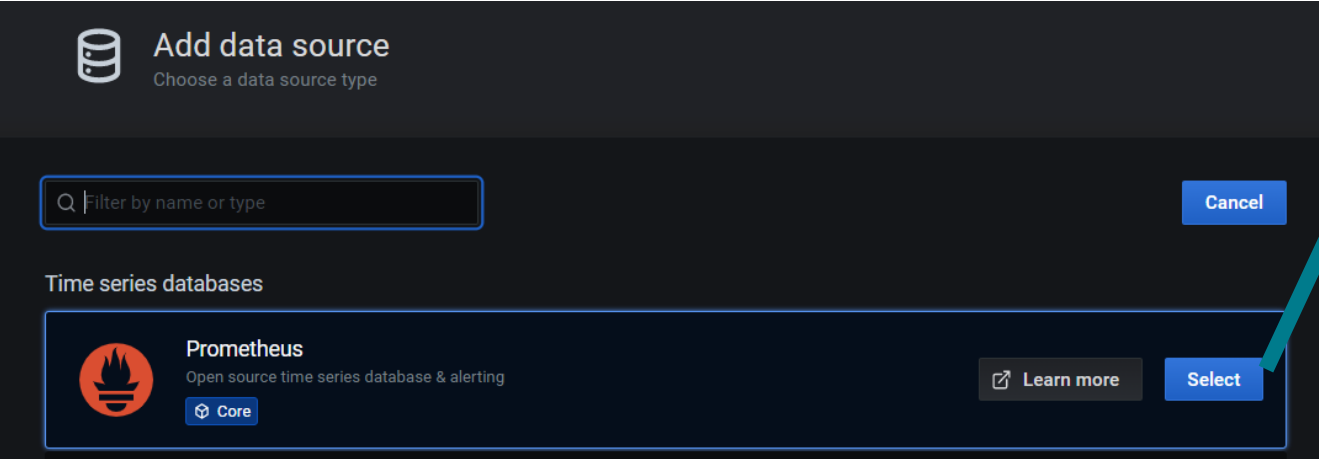 Add data source
Choose a data source type
Filter by name or type
Cancel
Time series databases
Prometheus
Open source time series database & alerting
Core
Learn more
Select